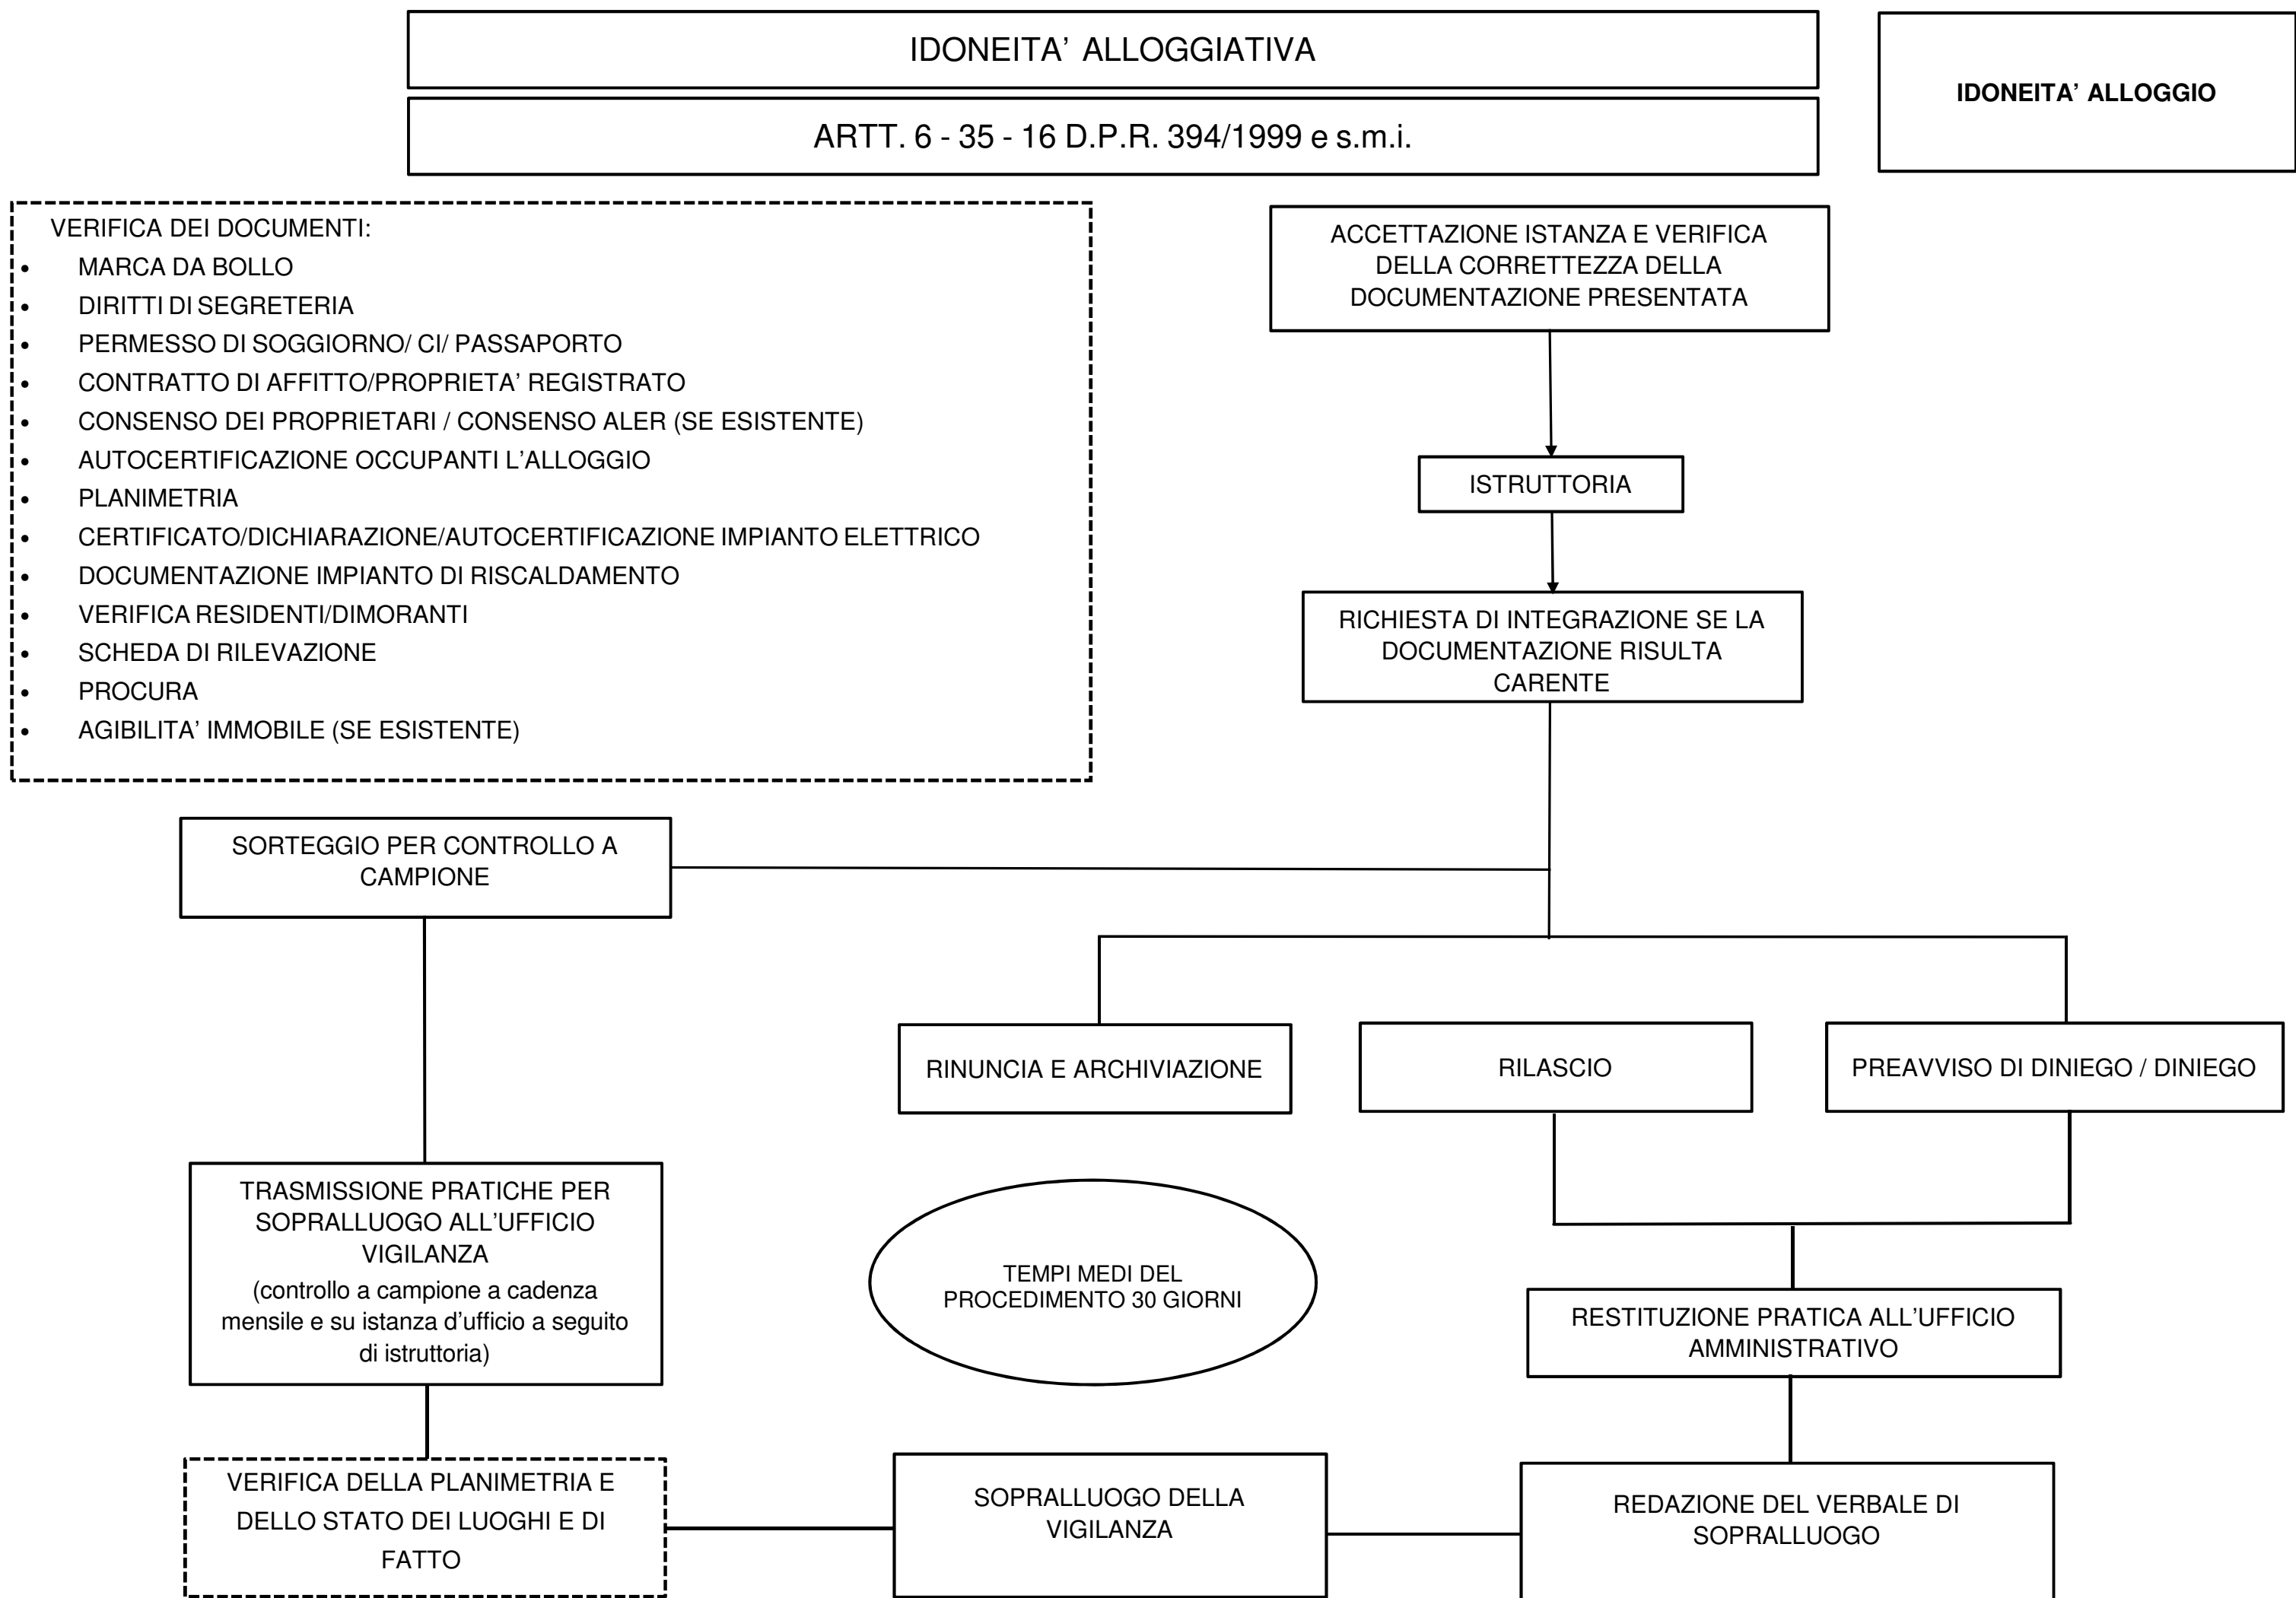 IDONEITA’ ALLOGGIATIVA
ARTT. 6 - 35 - 16 D.P.R. 394/1999 e s.m.i.
IDONEITA’ ALLOGGIO
VERIFICA DEI DOCUMENTI:
• MARCA DA BOLLO
• DIRITTI DI SEGRETERIA
• PERMESSO DI SOGGIORNO/ CI/ PASSAPORTO
• CONTRATTO DI AFFITTO/PROPRIETA’ REGISTRATO
• CONSENSO DEI PROPRIETARI / CONSENSO ALER (SE ESISTENTE)
• AUTOCERTIFICAZIONE OCCUPANTI L’ALLOGGIO
• PLANIMETRIA
• CERTIFICATO/DICHIARAZIONE/AUTOCERTIFICAZIONE IMPIANTO ELETTRICO
• DOCUMENTAZIONE IMPIANTO DI RISCALDAMENTO
• VERIFICA RESIDENTI/DIMORANTI
• SCHEDA DI RILEVAZIONE
• PROCURA
• AGIBILITA’ IMMOBILE (SE ESISTENTE)
ACCETTAZIONE ISTANZA E VERIFICA
DELLA CORRETTEZZA DELLA
DOCUMENTAZIONE PRESENTATA
ISTRUTTORIA
RICHIESTA DI INTEGRAZIONE SE LA
DOCUMENTAZIONE RISULTA
CARENTE
SORTEGGIO PER CONTROLLO A
CAMPIONE
RINUNCIA E ARCHIVIAZIONE
RILASCIO
PREAVVISO DI DINIEGO / DINIEGO
TRASMISSIONE PRATICHE PER
SOPRALLUOGO ALL’UFFICIO
VIGILANZA
(controllo a campione a cadenza
mensile e su istanza d’ufficio a seguito
di istruttoria)
TEMPI MEDI DEL
PROCEDIMENTO 30 GIORNI
RESTITUZIONE PRATICA ALL’UFFICIO
AMMINISTRATIVO
VERIFICA DELLA PLANIMETRIA E
DELLO STATO DEI LUOGHI E DI
FATTO
SOPRALLUOGO DELLA
VIGILANZA
REDAZIONE DEL VERBALE DI
SOPRALLUOGO